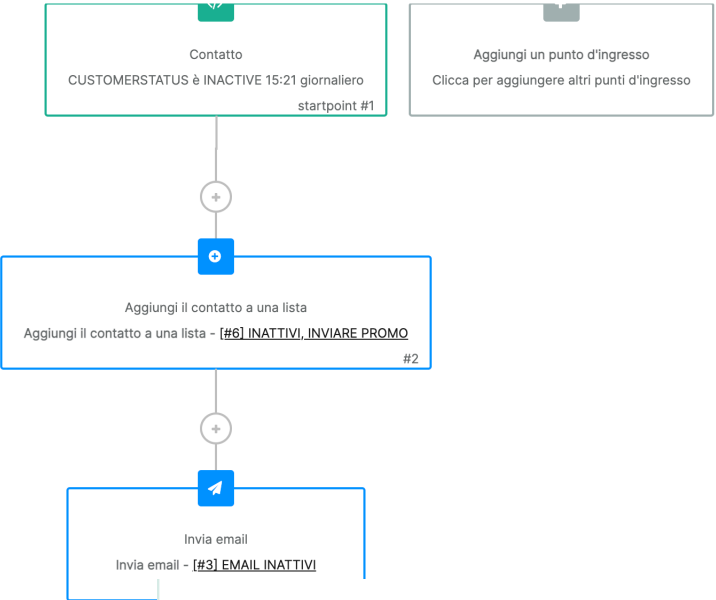 Contatto
CUSTOMERSTATUS è INACTIVE 15:21 giornaliero
startpoint #1
Aggiungi un punto d'ingresso
Clicca per aggiungere altri punti d'ingresso
Aggiungi il contatto a una lista
Aggiungi il contatto a una lista - [#6] INATTIVI, INVIARE PROMO
#2
Invia email
Invia email - [#3] EMAIL INATTIVI